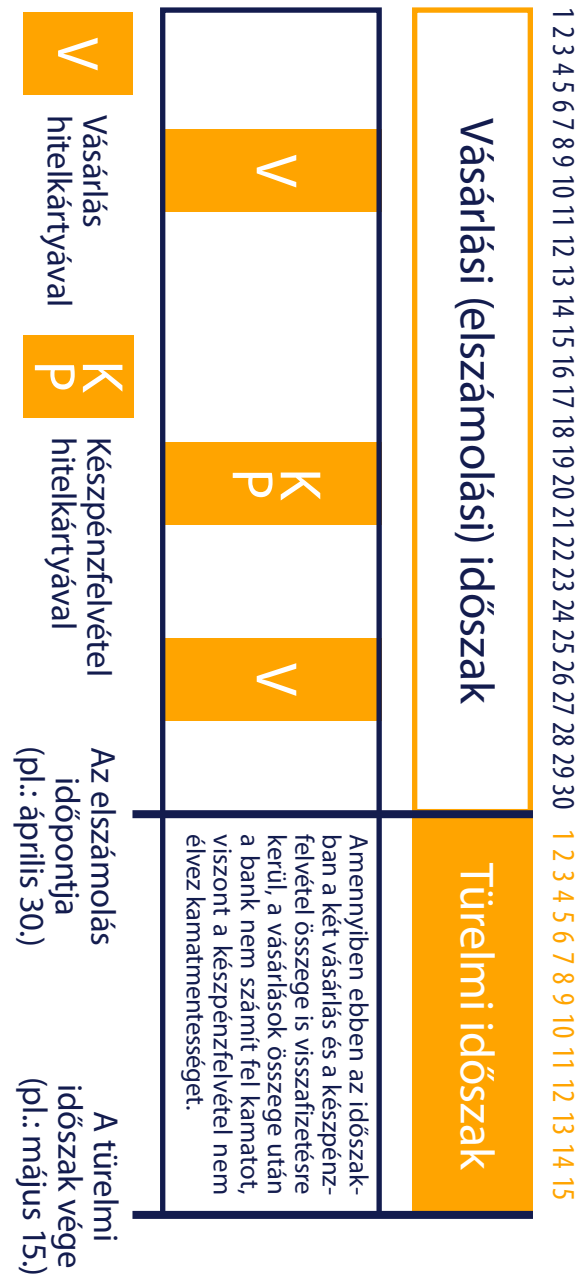 1 2 3 4 5 6 7 8 9 10 11 12 13 14 15 16 17 18 19 20 21 22 23 24 25 26 27 28 29 30 1 2 3 4 5 6 7 8 9 10 11 12 13 14 15
Vásárlási (elszámolási) időszak
Türelmi időszak
V
K
P
V
Amennyiben ebben az időszak-
ban a két vásárlás és a készpénz-
felvétel összege is visszafizetésre
kerül, a vásárlások összege után
a bank nem számít fel kamatot,
viszont a készpénzfelvétel nem
élvez kamatmentességet.
V
Vásárlás
hitelkártyával
K
P
Készpénzfelvétel
hitelkártyával
Az elszámolás
időpontja
(pl.: április 30.)
A türelmi
időszak vége
(pl.: május 15.)